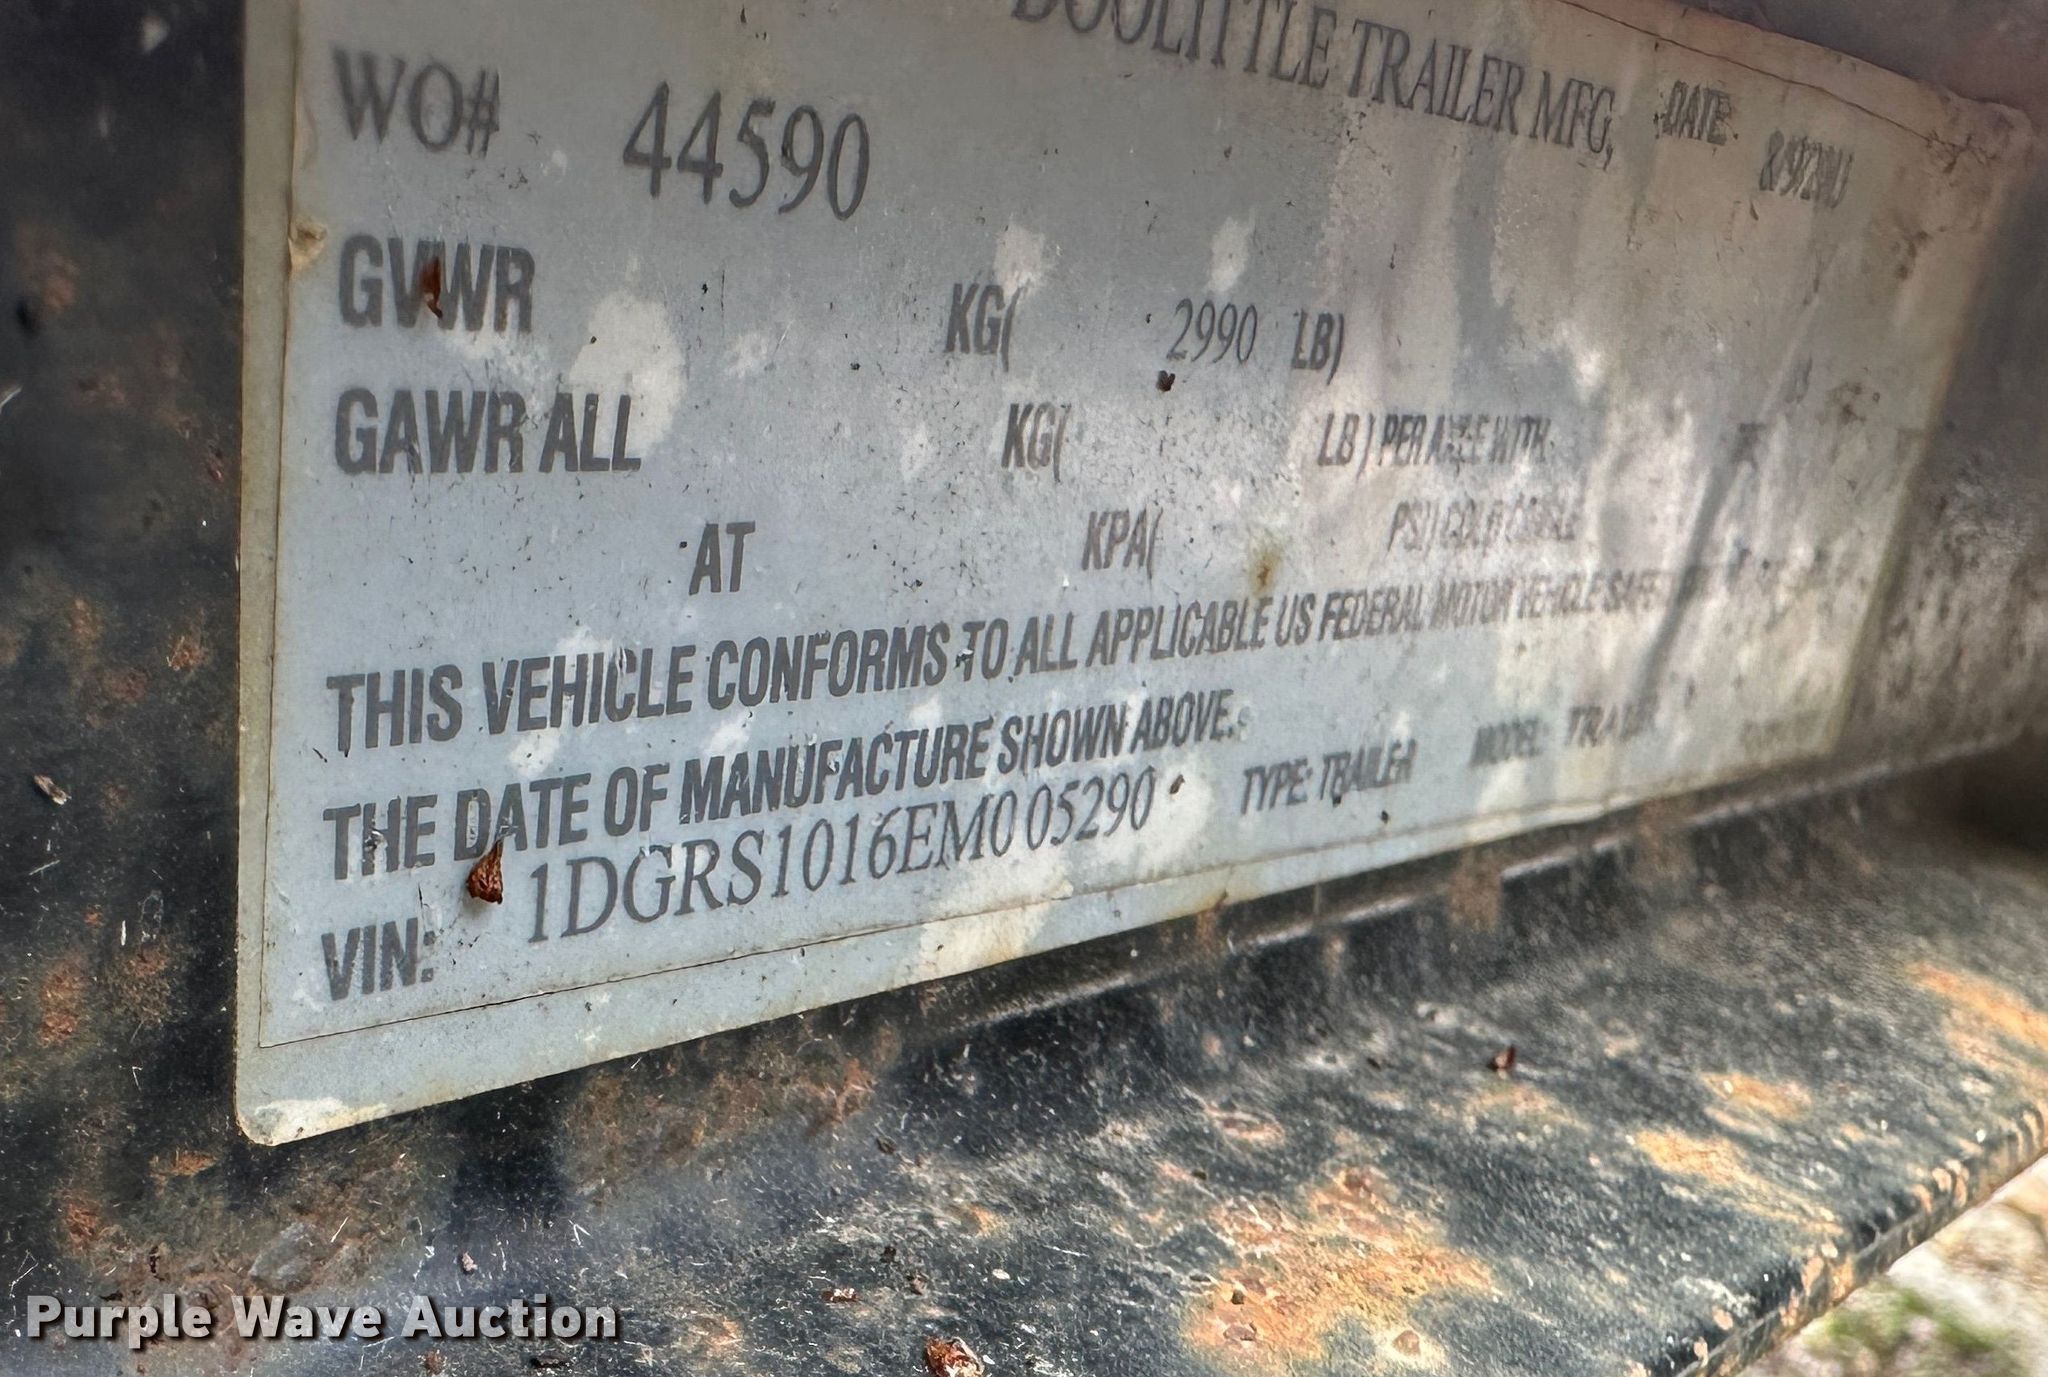 DOOLITTLE TRAILER MFG, DATE
WO# 44590
GVWR KG( 2990 LB)
GAWR ALL KG( LB) PER AXLE WITH
AT KPA( PSI) COLD
THIS VEHICLE CONFORMS TO ALL APPLICABLE US FEDERAL MOTOR VEHICLE
THE DATE OF MANUFACTURE SHOWN ABOVE.
VIN: 1DGRS1016EM005290 TYPE: TRAILER MODEL: TRAILER
Purple Wave Auction